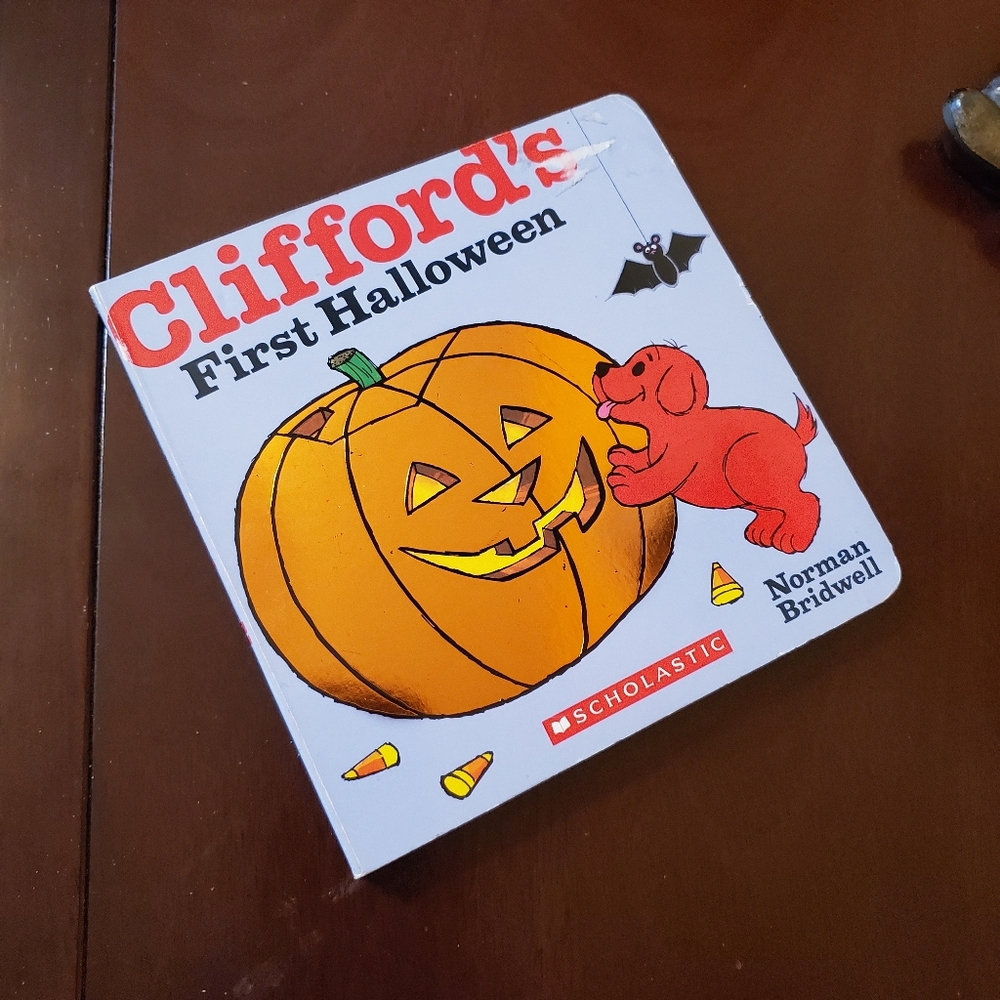 Clifford's
First Halloween
Norman
Bridwell
SCHOLASTIC